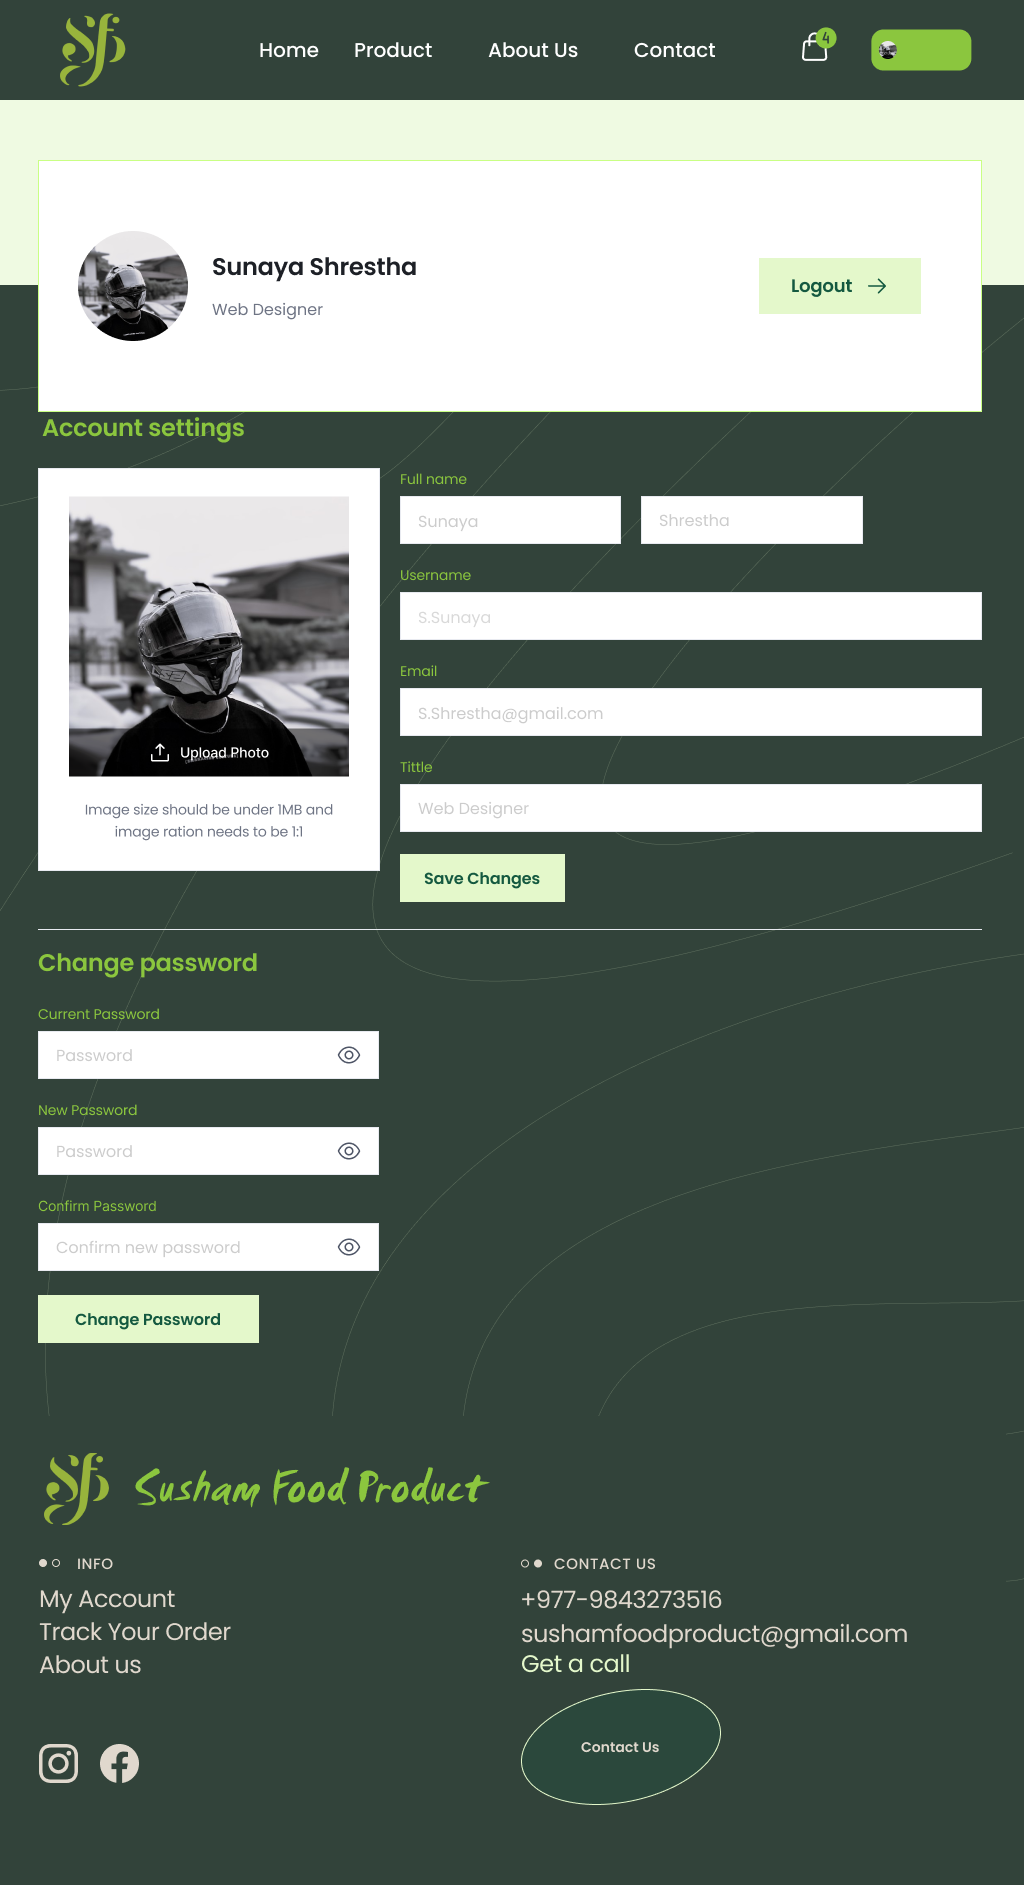 Home Product About Us Contact
4
Sunaya Shrestha
Web Designer
Logout
Account settings
Upload Photo
Image size should be under 1MB and
image ration needs to be 1:1
Full name
Sunaya Shrestha
Username
S.Sunaya
Email
S.Shrestha@gmail.com
Tittle
Web Designer
Save Changes
Change password
Current Password
Password
New Password
Password
Confirm Password
Confirm new password
Change Password
Susham Food Product
INFO
My Account
Track Your Order
About us
CONTACT US
+977-9843273516
sushamfoodproduct@gmail.com
Get a call
Contact Us